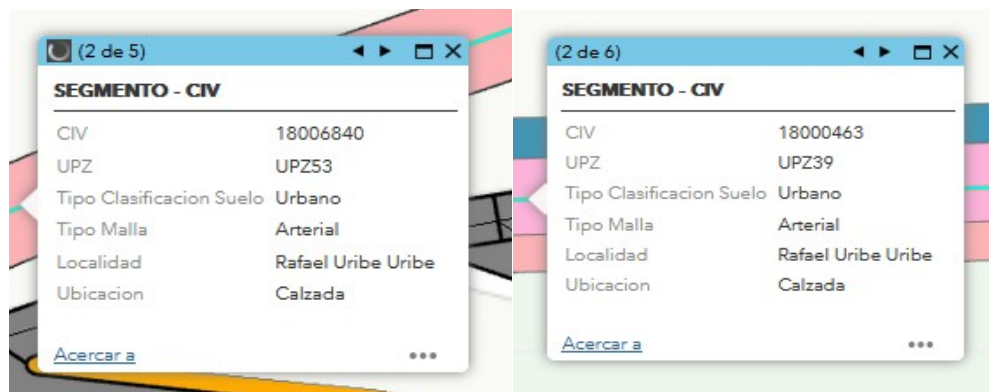 (2 de 5)
SEGMENTO - CIV
CIV 18006840
UPZ UPZ53
Tipo Clasificacion Suelo Urbano
Tipo Malla Arterial
Localidad Rafael Uribe Uribe
Ubicacion Calzada
Acercar a
(2 de 6)
SEGMENTO - CIV
CIV 18000463
UPZ UPZ39
Tipo Clasificacion Suelo Urbano
Tipo Malla Arterial
Localidad Rafael Uribe Uribe
Ubicacion Calzada
Acercar a